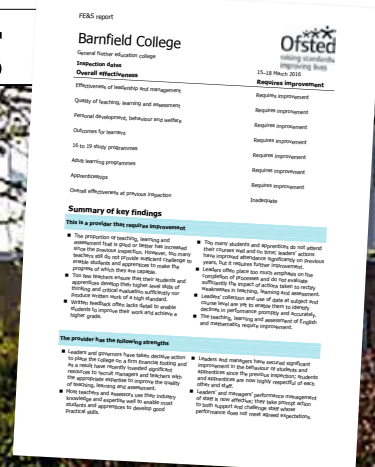 FE&S report
Barnfield College
General further education college
Ofsted
raising standards
improving lives
Inspection dates 15–18 March 2016
Overall effectiveness Requires improvement
Effectiveness of leadership and management Requires improvement
Quality of teaching, learning and assessment Requires improvement
Personal development, behaviour and welfare Requires improvement
Outcomes for learners Requires improvement
16 to 19 study programmes Requires improvement
Adult learning programmes Requires improvement
Apprenticeships Requires improvement
Overall effectiveness at previous inspection Inadequate
Summary of key findings
This is a provider that requires improvement
The proportion of teaching, learning and
assessment that is good or better has increased
since the previous inspection. However, too many
teachers still do not provide sufficient challenge to
enable students and apprentices to make the
progress of which they are capable.
Too few teachers ensure that their students and
apprentices develop their higher-level skills of
thinking and critical evaluation sufficiently nor
produce written work of a high standard.
Written feedback often lacks detail to enable
students to improve their work and achieve a
higher grade.
Too many students and apprentices do not attend
their courses well and on time; leaders' actions
have improved attendance significantly on previous
years, but it requires further improvement.
Leaders often place too much emphasis on the
completion of processes and do not evaluate
sufficiently the impact of actions taken to rectify
weaknesses in teaching, learning and assessment.
Leaders' collection and use of data at subject and
course level are yet to enable them to identify
declines in performance promptly and accurately.
The teaching, learning and assessment of English
and mathematics require improvement.
The provider has the following strengths
Leaders and governors have taken decisive action
to place the College on a firm financial footing and
as a result have recently invested significant
resources to recruit managers and teachers with
the appropriate expertise to improve the quality
of teaching, learning and assessment.
More teachers and assessors use their industry
knowledge and expertise well to enable most
students and apprentices to develop good
practical skills.
Leaders and managers have secured significant
improvement in the behaviour of students and
apprentices since the previous inspection; students
and apprentices are now highly respectful of each
other and staff.
Leaders' and managers' performance management
of staff is now effective; they take prompt action
to both support and challenge staff whose
performance does not meet agreed expectations.